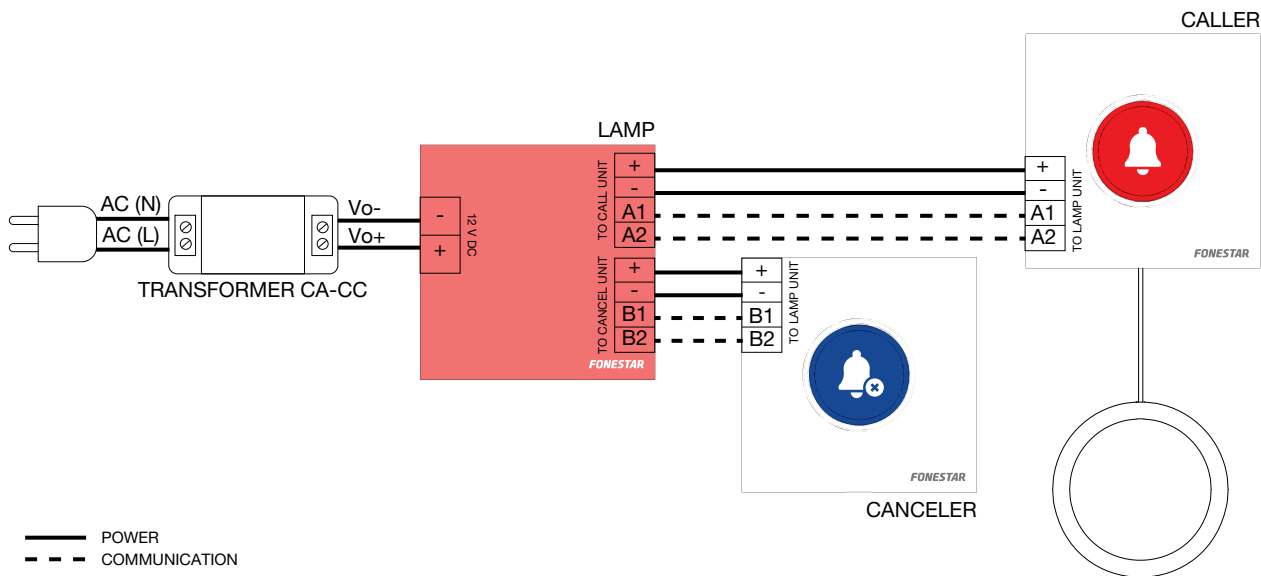 CALLER
LAMP
TO CALL UNIT
+
-
A1
A2
+
-
A1
A2
TO LAMP UNIT
FONESTAR
AC (N)
AC (L)
Vo-
Vo+
-
+
12 V DC
TRANSFORMER CA-CC
TO CANCEL UNIT
+
-
B1
B2
FONESTAR
+
-
B1
B2
TO LAMP UNIT
FONESTAR
CANCELER
POWER
COMMUNICATION